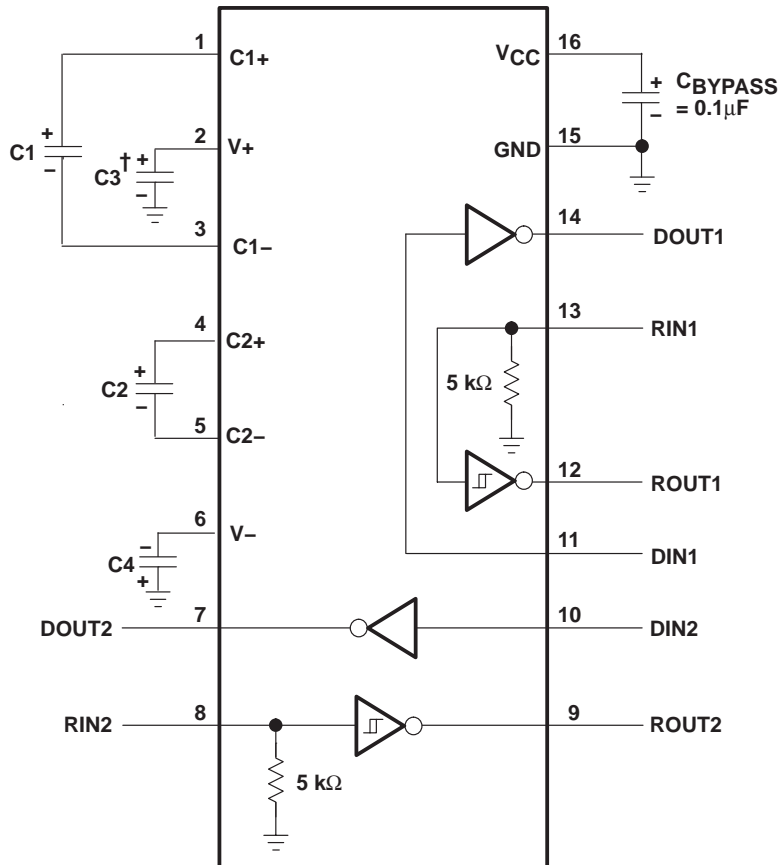 1
C1+
16
VCC
+
CBYPASS
= 0.1μF
−
C1
+
−
2
V+
C3† +
−
15
GND
3
C1−
14
DOUT1
13
RIN1
4
C2+
C2
+
−
5 kΩ
5
C2−
12
ROUT1
6
V−
C4
−
+
11
DIN1
DOUT2
7
10
DIN2
RIN2
8
9
ROUT2
5 kΩ